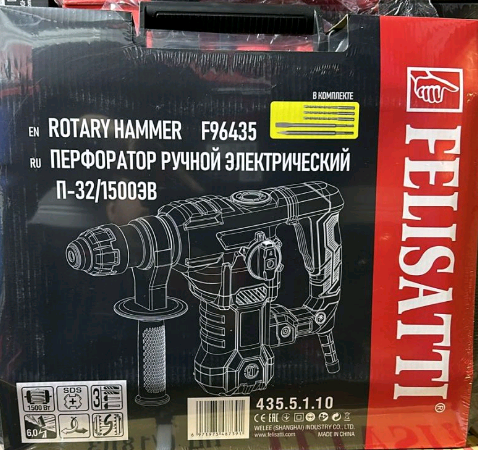 В КОМПЛЕКТЕ
EN ROTARY HAMMER F96435
RU ПЕРФОРАТОР РУЧНОЙ ЭЛЕКТРИЧЕСКИЙ
П-32/1500ЭВ
FELISATTI®
1500 Вт
SDS
3
6.0
435.5.1.10
WELEE (SHANGHAI) INDUSTRY CO., LTD.
www.felisatti.com MADE IN CHINA